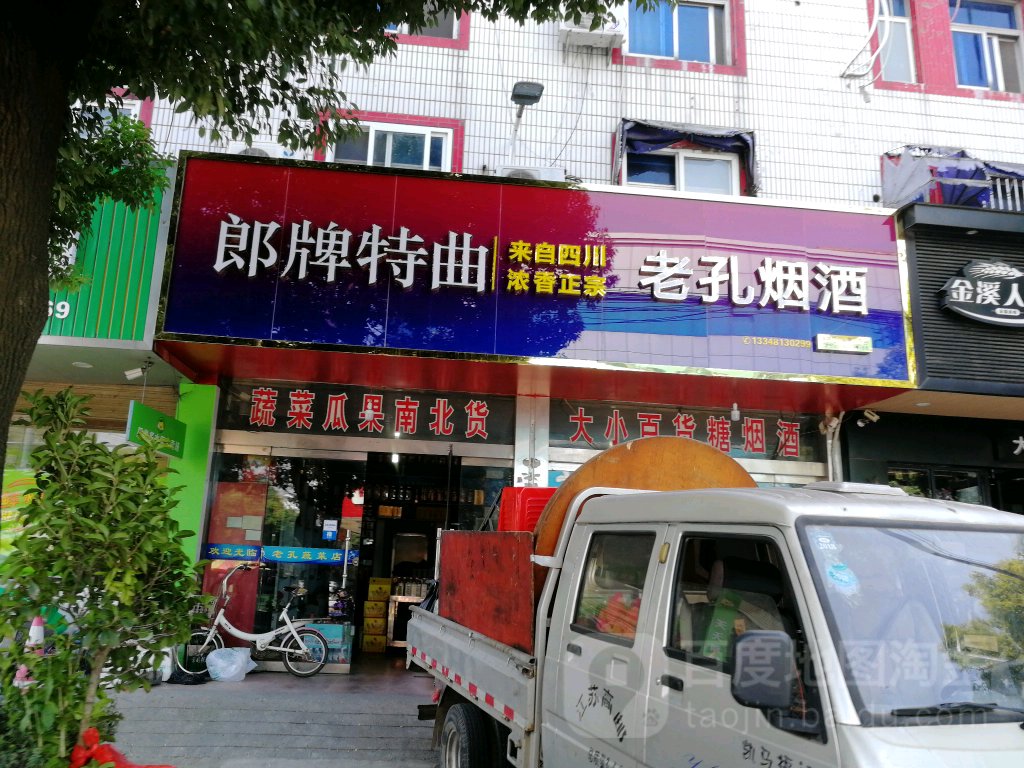 郎牌特曲
来自四川
浓香正宗
老孔烟酒
✆13348130299
金溪人
69
蔬菜瓜果南北货
大小百货糖烟酒
欢迎光临
老孔蔬菜店
2018
百度地图淘金
taojin.baidu.com